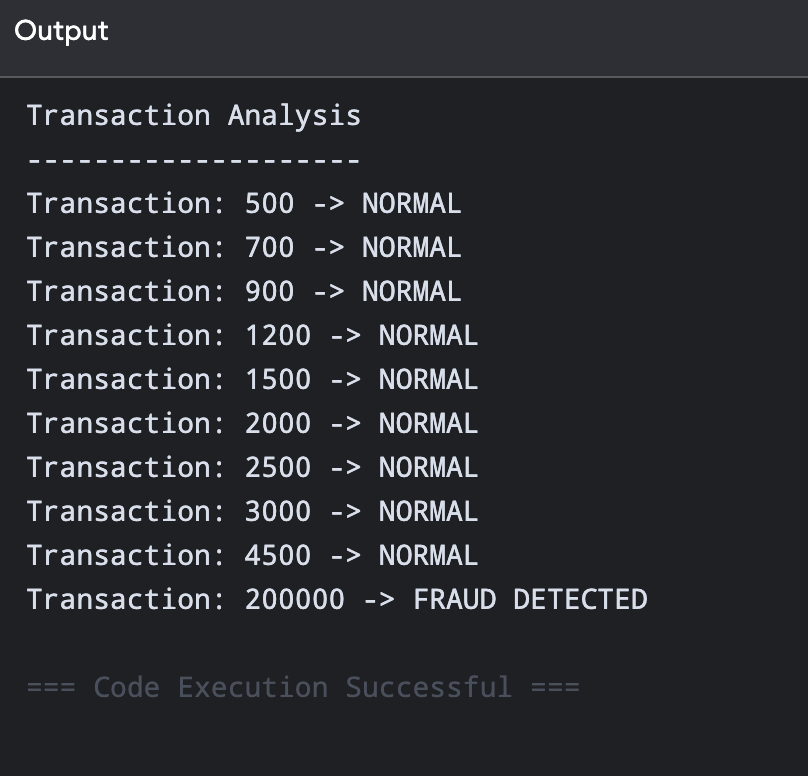 Output
Transaction Analysis
--------------------
Transaction: 500 -> NORMAL
Transaction: 700 -> NORMAL
Transaction: 900 -> NORMAL
Transaction: 1200 -> NORMAL
Transaction: 1500 -> NORMAL
Transaction: 2000 -> NORMAL
Transaction: 2500 -> NORMAL
Transaction: 3000 -> NORMAL
Transaction: 4500 -> NORMAL
Transaction: 200000 -> FRAUD DETECTED
=== Code Execution Successful ===